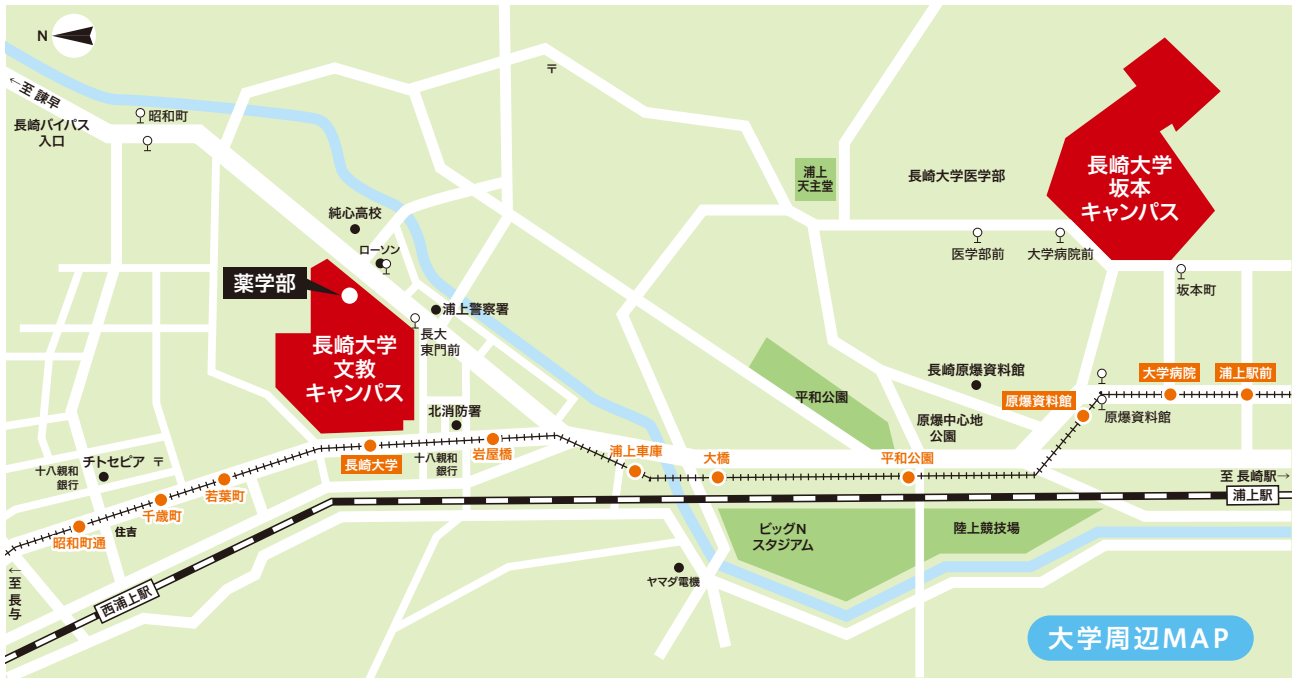 N
←至 諫早
長崎バイパス
入口
昭和町
〒
浦上
天主堂
長崎大学医学部
長崎大学
坂本
キャンパス
純心高校
ローソン
医学部前
大学病院前
坂本町
薬学部
浦上警察署
長大
東門前
長崎大学
文教
キャンパス
長崎原爆資料館
大学病院
浦上駅前
平和公園
原爆資料館
原爆資料館
原爆中心地
公園
北消防署
岩屋橋
浦上車庫
大橋
平和公園
長崎大学
十八親和
銀行
チトセピア
〒
十八親和
銀行
若葉町
千歳町
住吉
昭和町通
至 長崎駅→
浦上駅
ビッグN
スタジアム
陸上競技場
←至 長与
西浦上駅
ヤマダ電機
大学周辺MAP